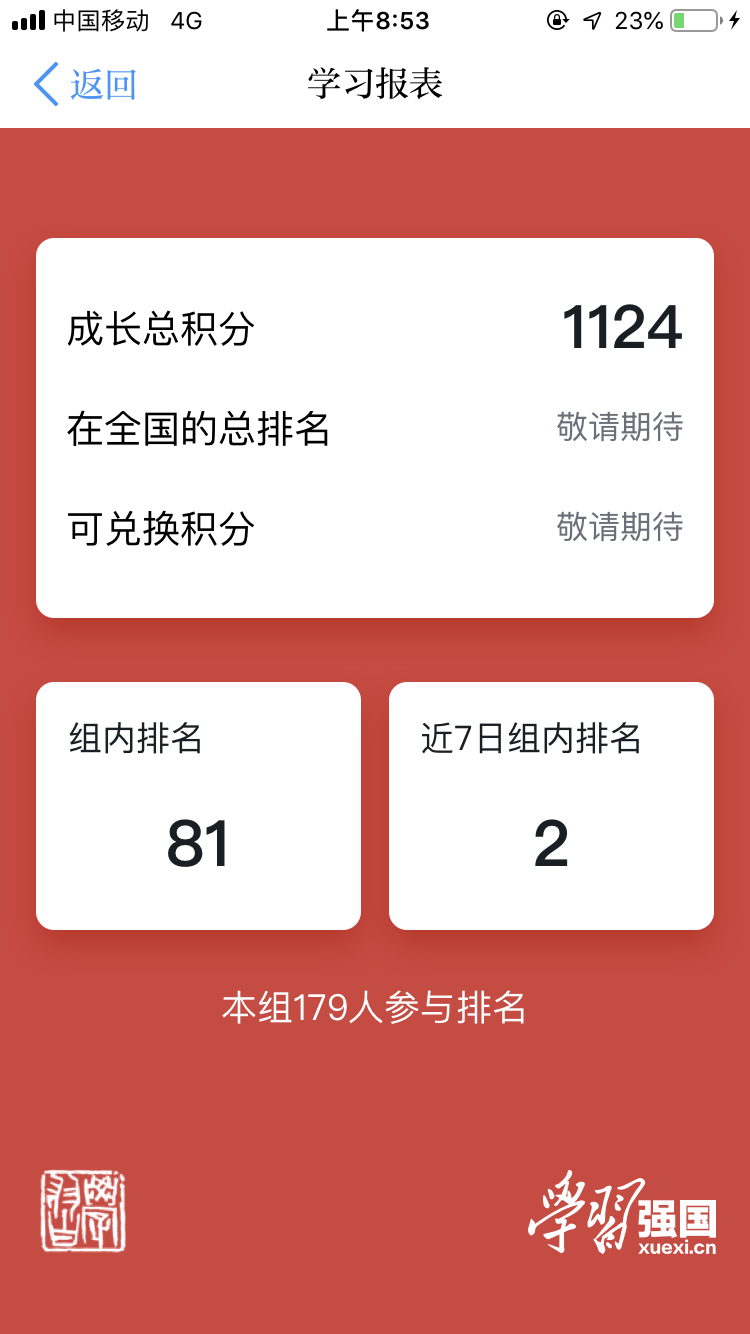 中国移动 4G 上午8:53 23%
返回 学习报表
成长总积分 1124
在全国的总排名 敬请期待
可兑换积分 敬请期待
组内排名 近7日组内排名
81 2
本组179人参与排名
學習强国
xuexi.cn